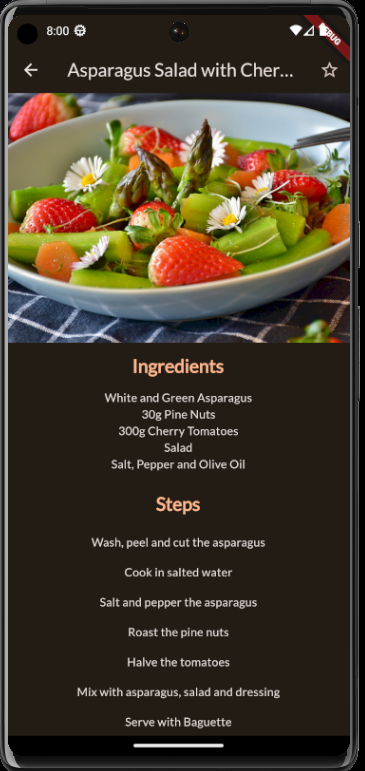 8:00
DEBUG
Asparagus Salad with Cher...
Ingredients
White and Green Asparagus
30g Pine Nuts
300g Cherry Tomatoes
Salad
Salt, Pepper and Olive Oil
Steps
Wash, peel and cut the asparagus
Cook in salted water
Salt and pepper the asparagus
Roast the pine nuts
Halve the tomatoes
Mix with asparagus, salad and dressing
Serve with Baguette